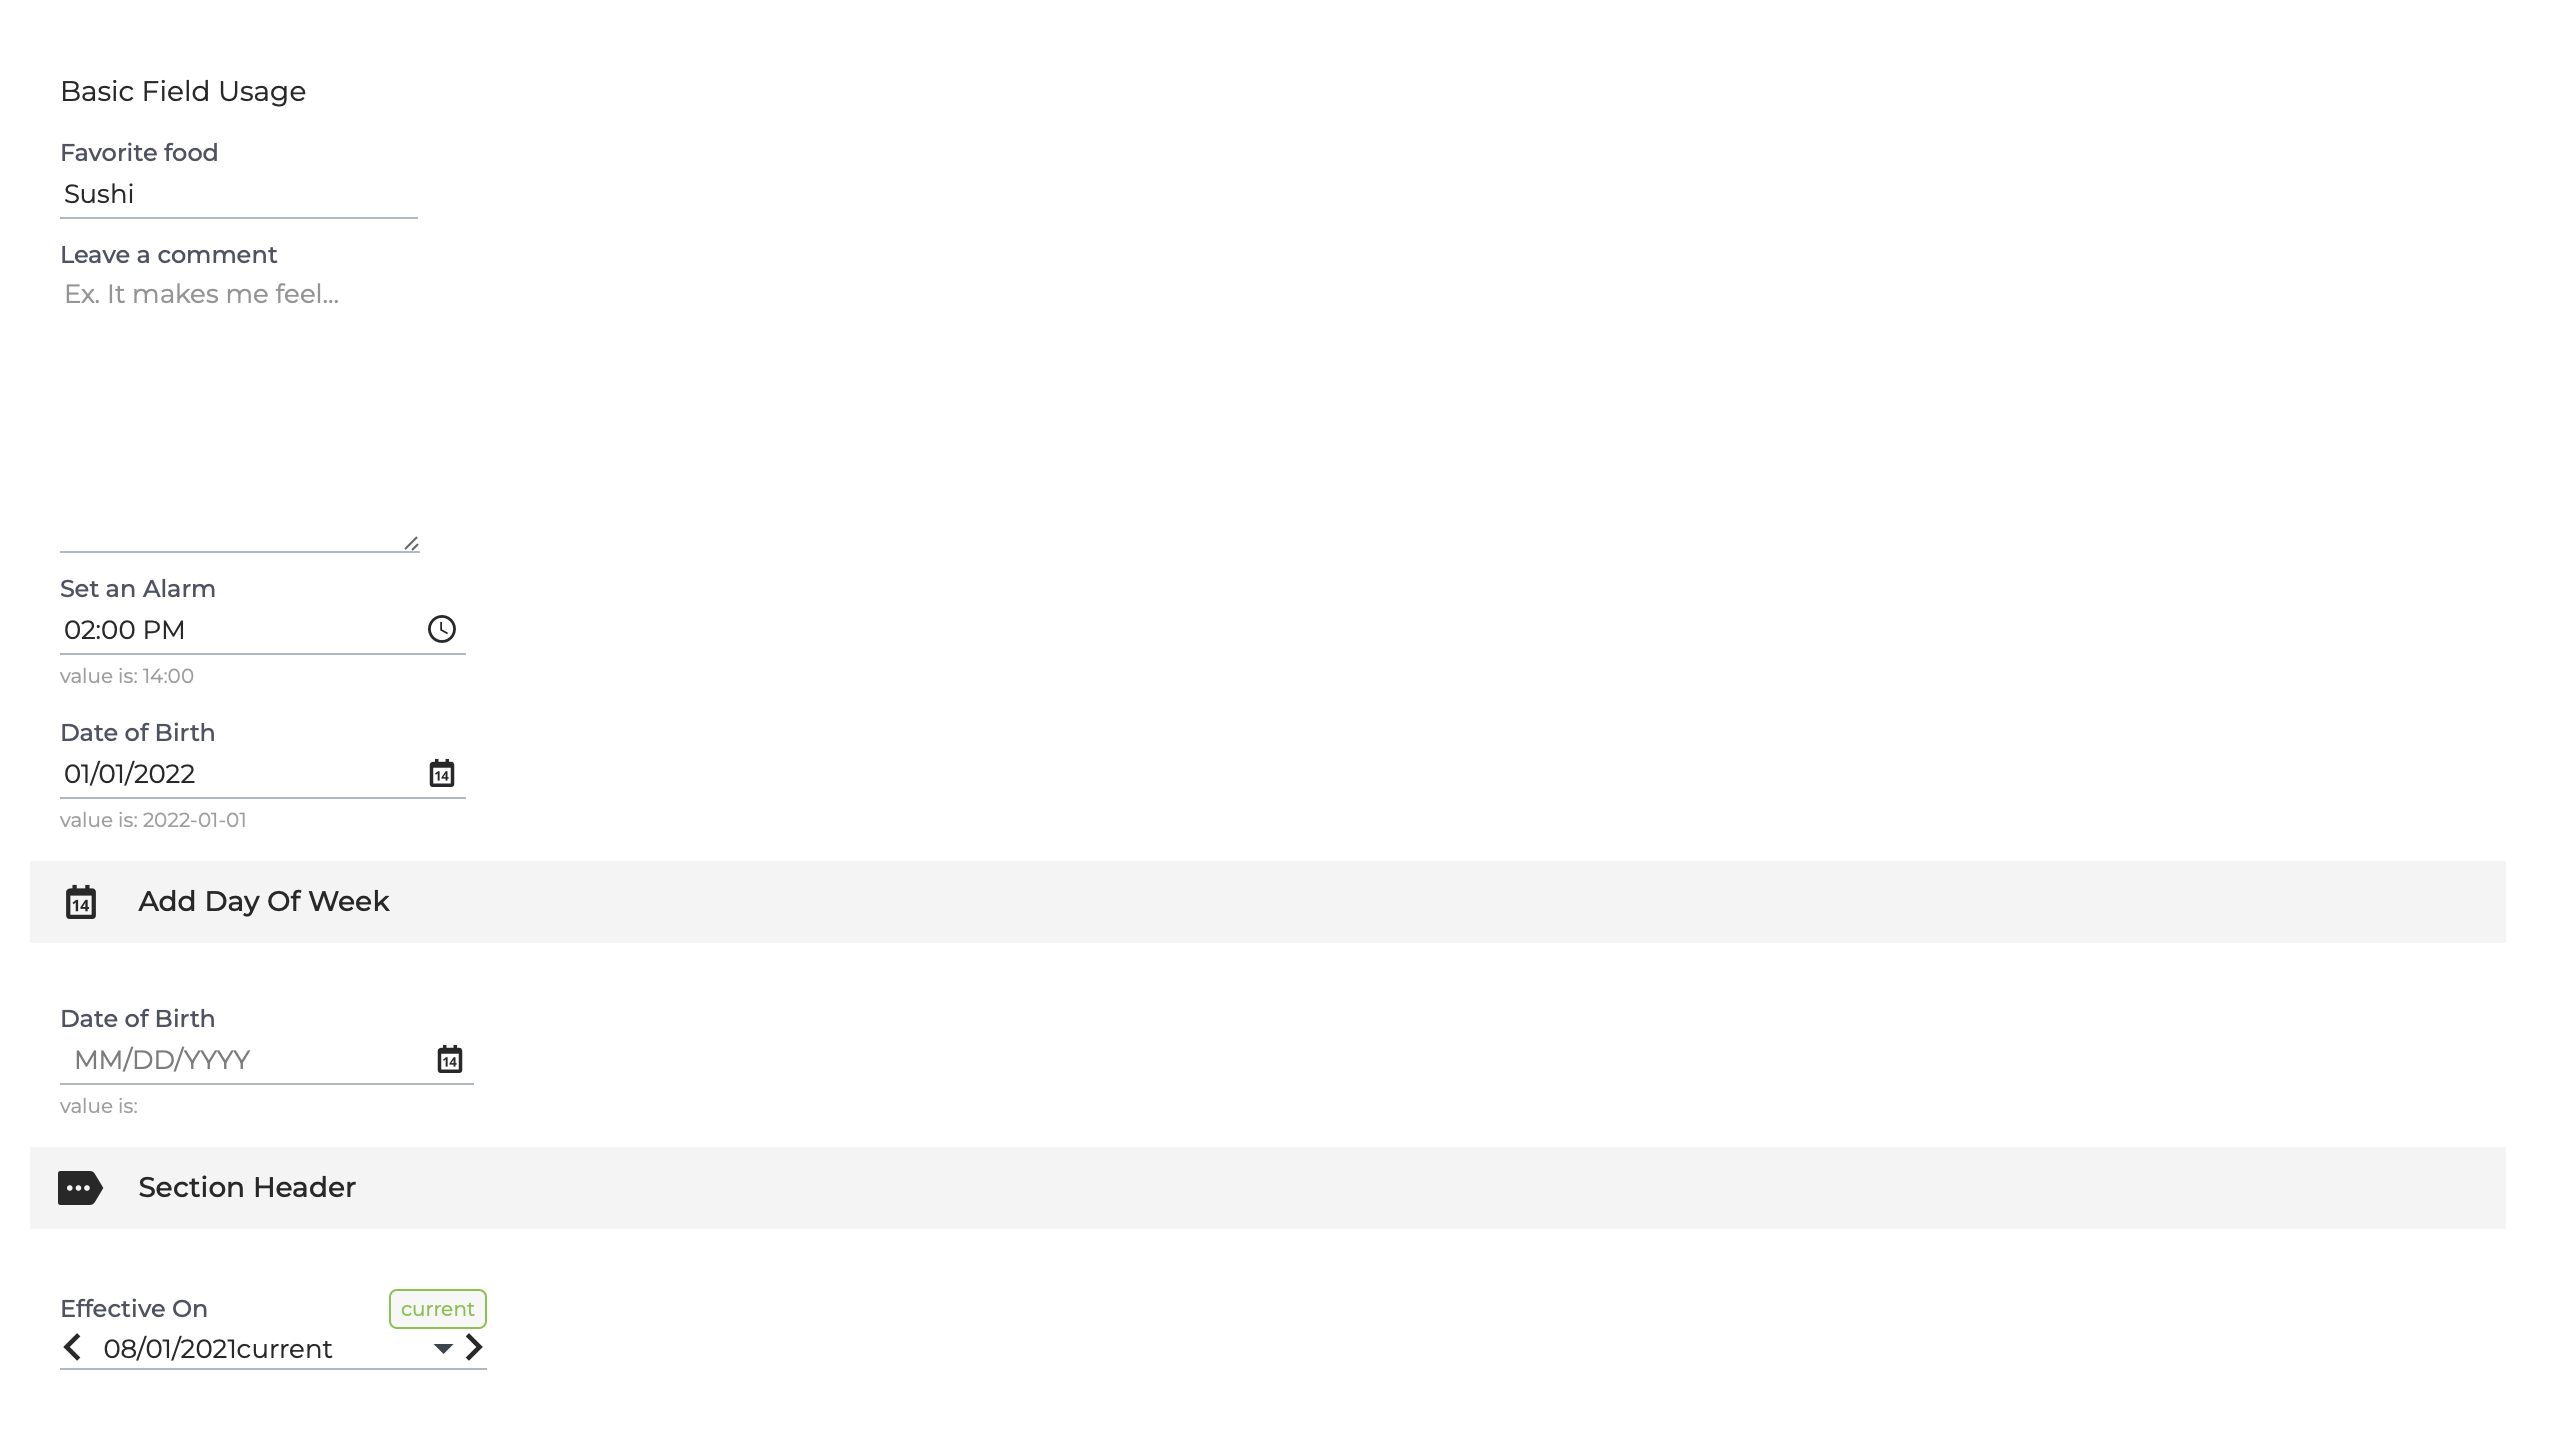 Basic Field Usage
Favorite food
Sushi
Leave a comment
Ex. It makes me feel...
Set an Alarm
02:00 PM
value is: 14:00
Date of Birth
01/01/2022
14
value is: 2022-01-01
14
Add Day Of Week
Date of Birth
MM/DD/YYYY
14
value is:
Section Header
Effective On
current
08/01/2021current